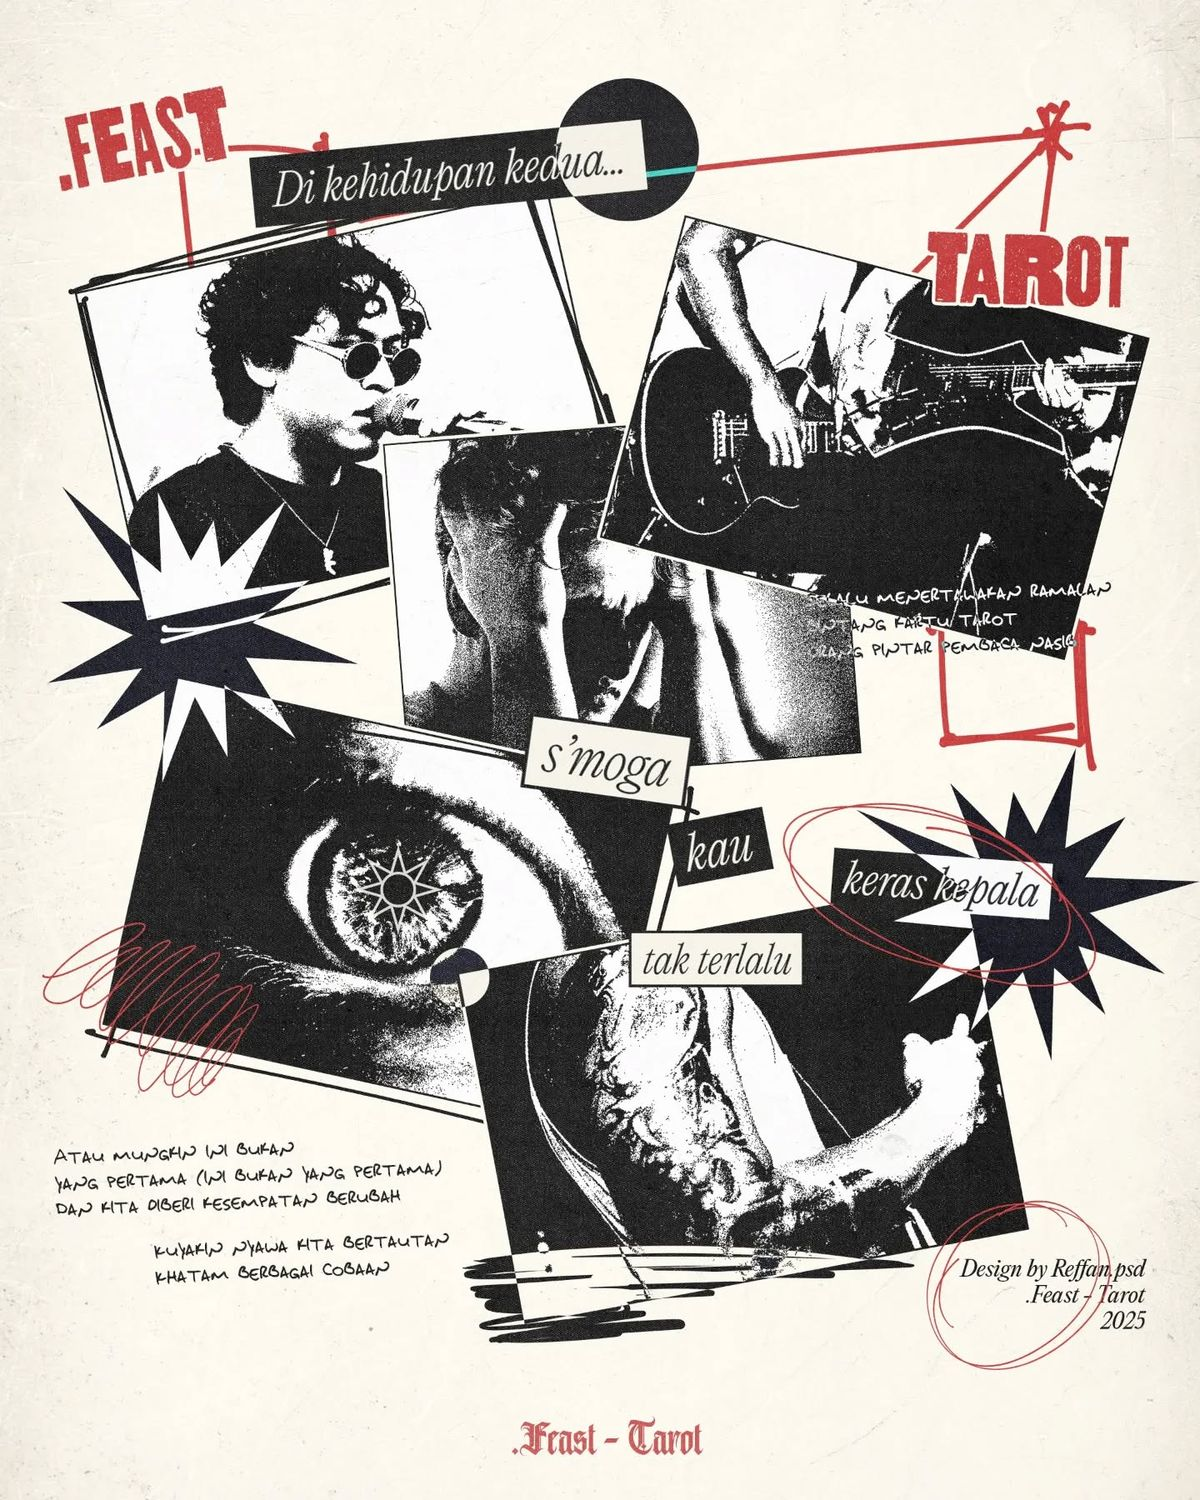 .FEAST
Di kehidupan kedua...
TAROT
MENERTAWAKAN RAMALAN
KARTU TAROT
PINTAR PEMBACA NASIB
s'moga
kau
keras kepala
tak terlalu
ATAU MUNGKIN INI BUKAN
YANG PERTAMA (INI BUKAN YANG PERTAMA)
DAN KITA DIBERI KESEMPATAN BERUBAH
KUYAKIN NYAWA KITA BERTAUTAN
KHATAM BERBAGAI COBAAN
Design by Reffan.psd
.Feast - Tarot
2025
.Feast - Tarot